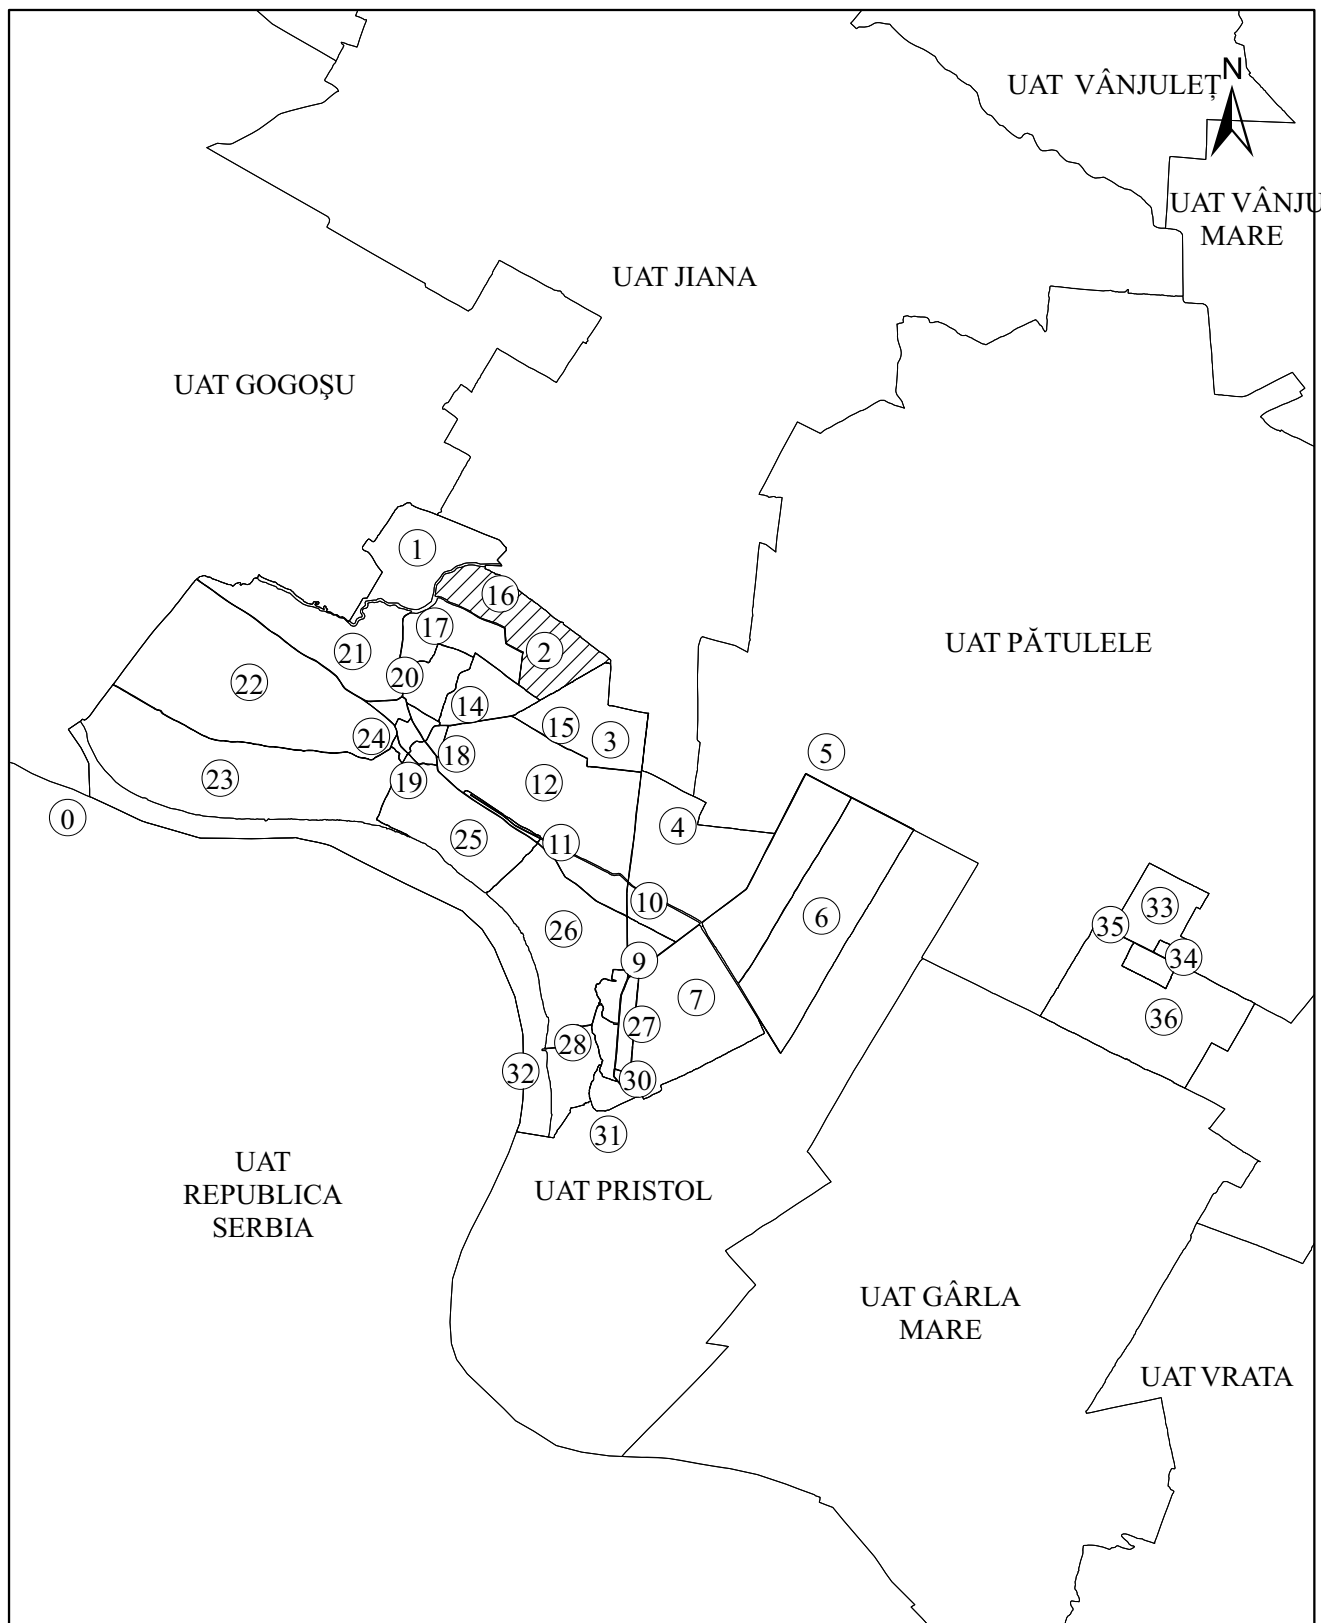 N
UAT VÂNJULEȚ
UAT VÂNJU
MARE
UAT JIANA
UAT GOGOȘU
1
16
17
2
UAT PĂTULELE
21
20
22
14
15
3
24
18
5
23
19
12
0
4
25
11
33
10
6
35
26
34
9
7
36
27
28
32
30
31
UAT
REPUBLICA
SERBIA
UAT PRISTOL
UAT GÂRLA
MARE
UAT VRATA